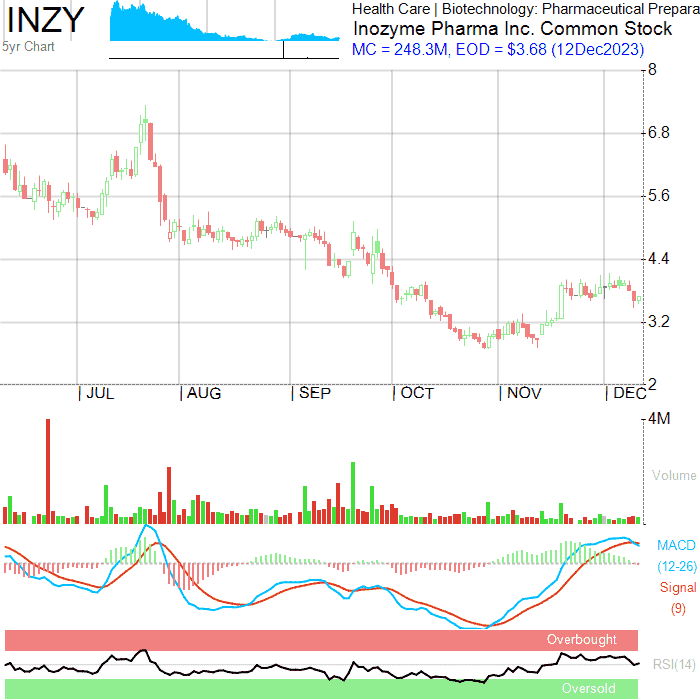 INZY
5yr Chart
Health Care | Biotechnology: Pharmaceutical Prepara
Inozyme Pharma Inc. Common Stock
MC = 248.3M, EOD = $3.68 (12Dec2023)
8
6.8
5.6
4.4
3.2
2
JUL AUG SEP OCT NOV DEC
4M
Volume
MACD
(12-26)
Signal
(9)
Overbought
RSI(14)
Oversold